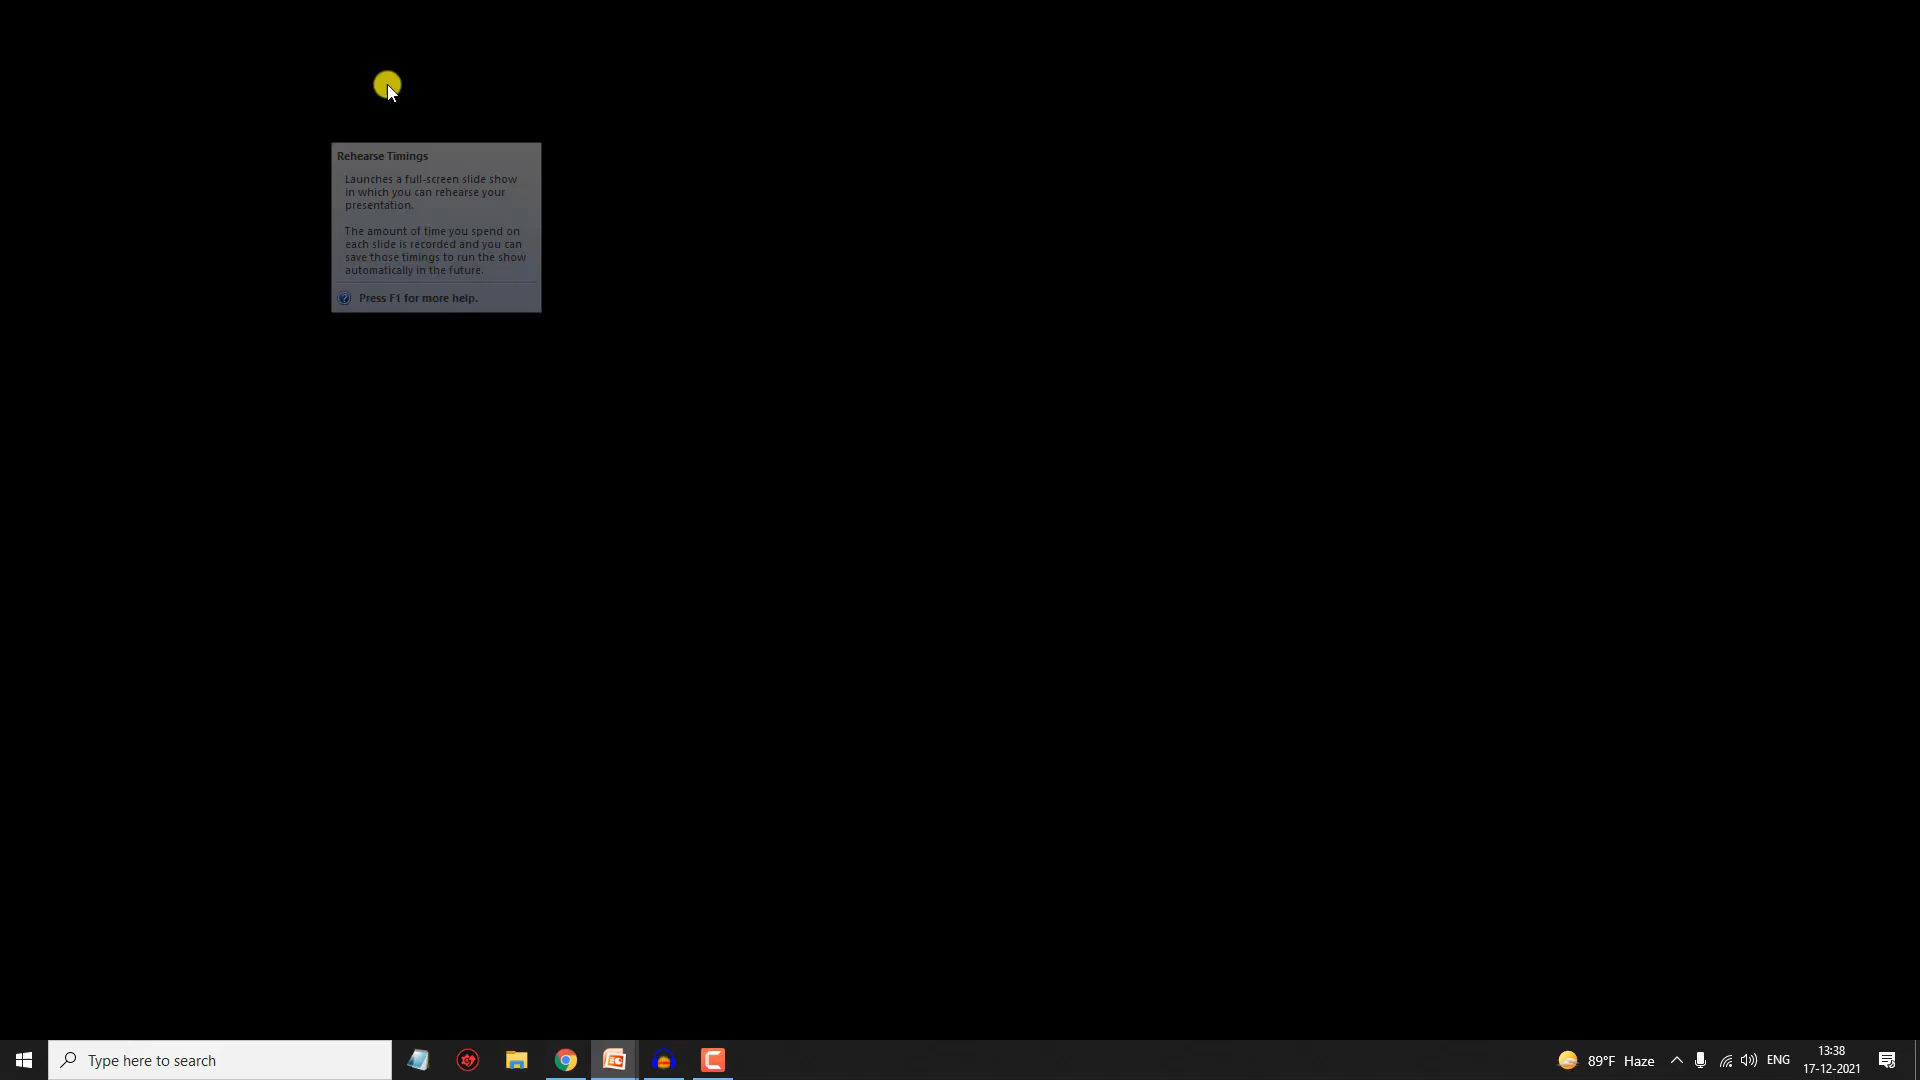 Rehearse Timings
Launches a full-screen slide show
in which you can rehearse your
presentation.
The amount of time you spend on
each slide is recorded and you can
save those timings to run the show
automatically in the future.
Press F1 for more help.
Type here to search
89°F Haze
ENG
13:38
17-12-2021